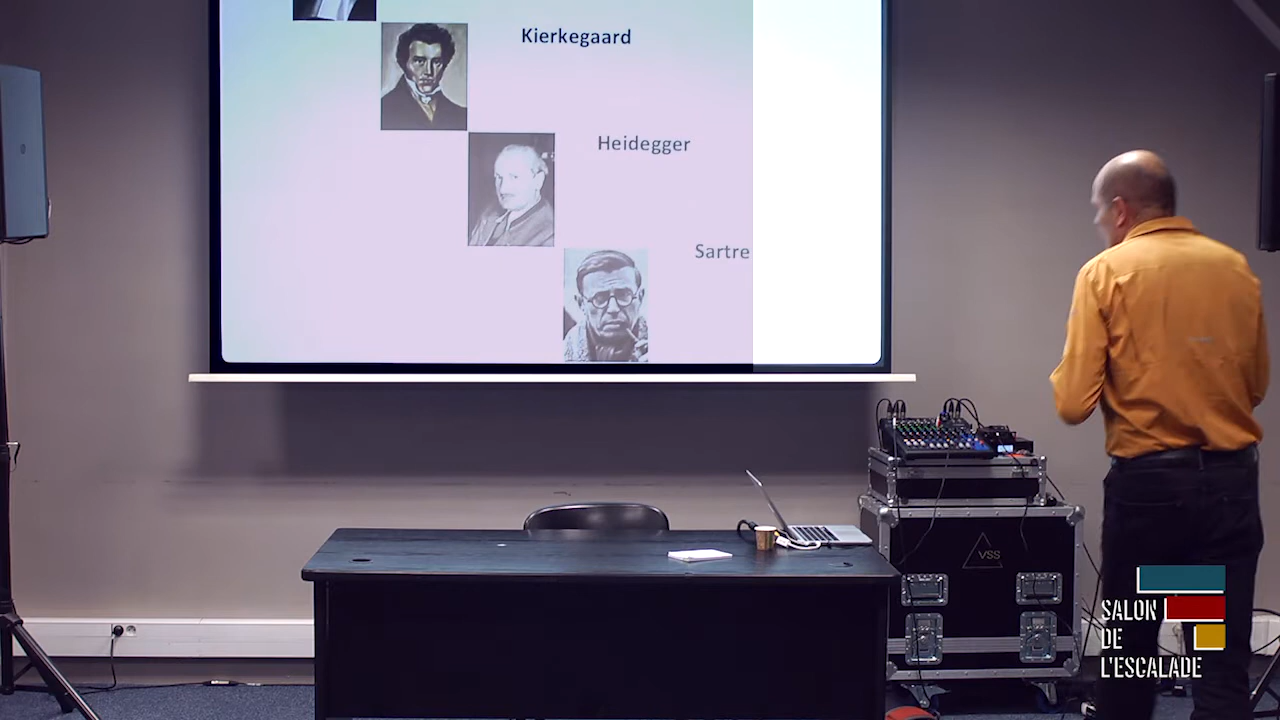 Kierkegaard
Heidegger
Sartre
VSS
SALON
DE
L'ESCALADE